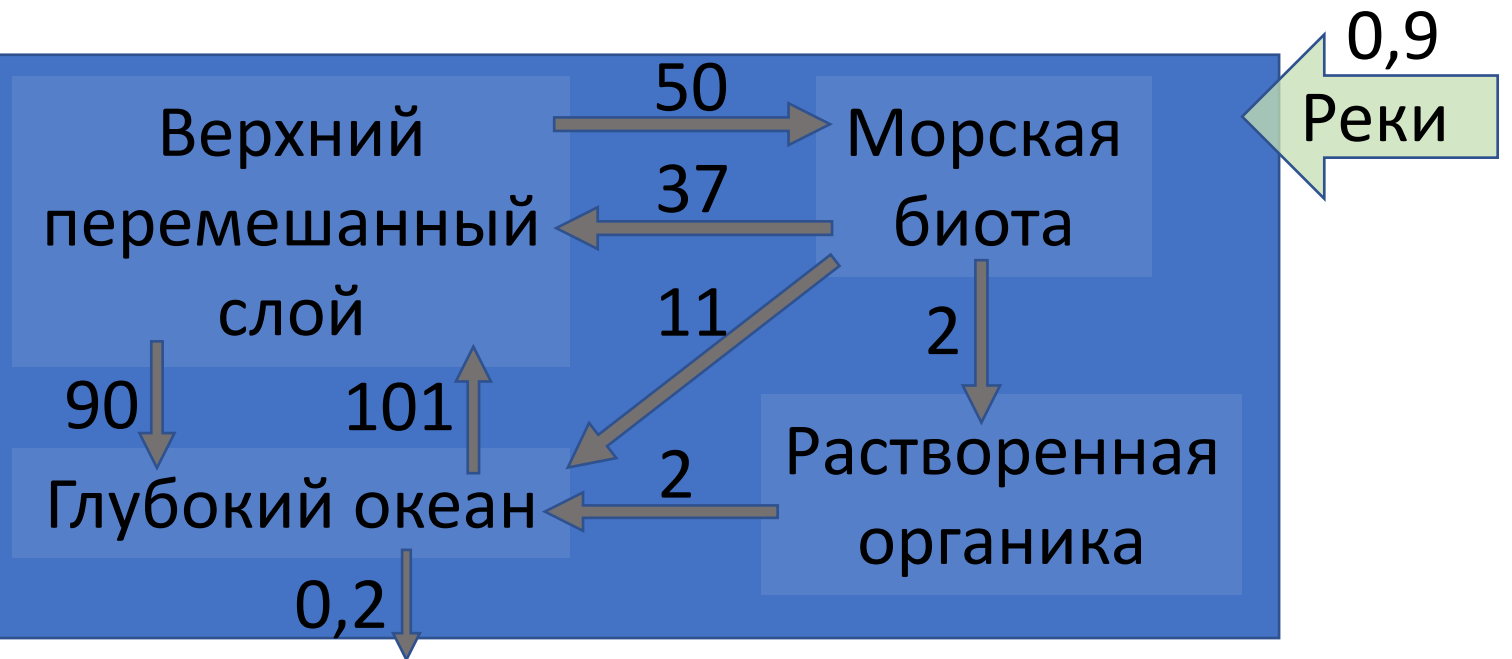 0,9
Реки
50
Верхний
перемешанный
слой
Морская
биота
37
11
2
90
101
Глубокий океан
2
Растворенная
органика
0,2